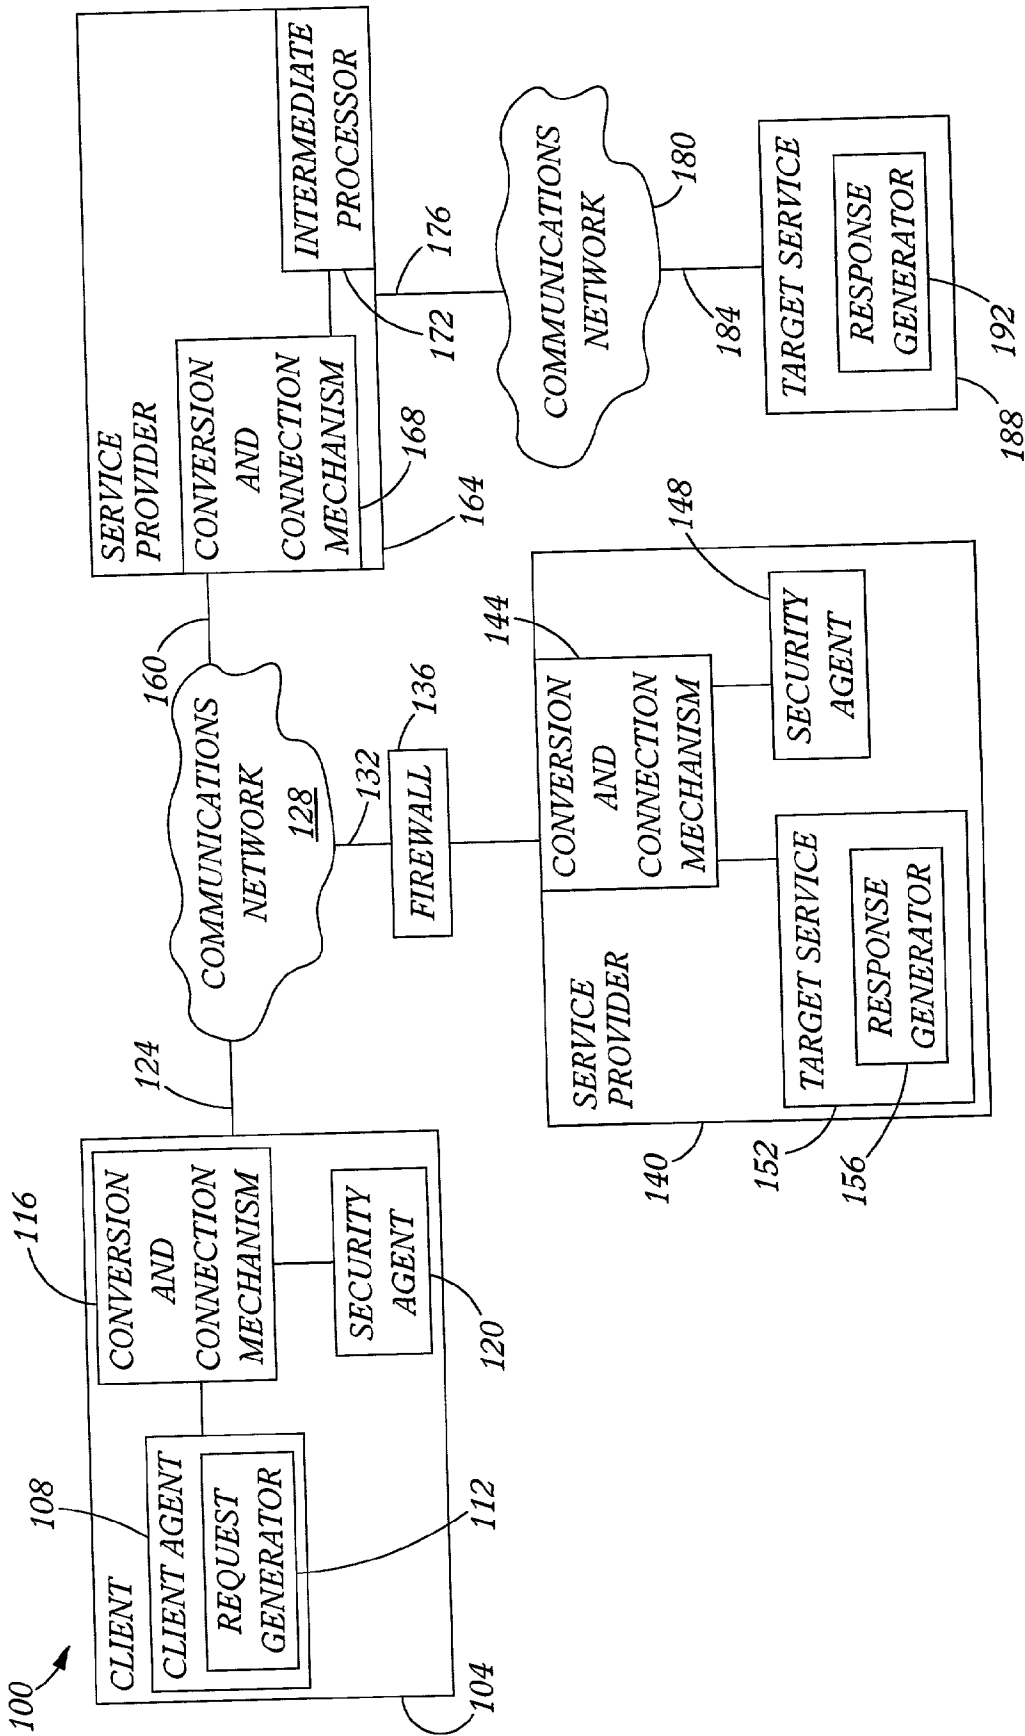 100
CLIENT
108
CLIENT AGENT
REQUEST
GENERATOR
112
104
116
CONVERSION
AND
CONNECTION
MECHANISM
SECURITY
AGENT
120
124
COMMUNICATIONS
NETWORK
128
132
FIREWALL
136
160
SERVICE
PROVIDER
CONVERSION
AND
CONNECTION
MECHANISM
168
164
INTERMEDIATE
PROCESSOR
172
176
COMMUNICATIONS
NETWORK
180
184
TARGET SERVICE
RESPONSE
GENERATOR
192
188
SERVICE
PROVIDER
140
144
CONVERSION
AND
CONNECTION
MECHANISM
148
SECURITY
AGENT
TARGET SERVICE
RESPONSE
GENERATOR
152
156